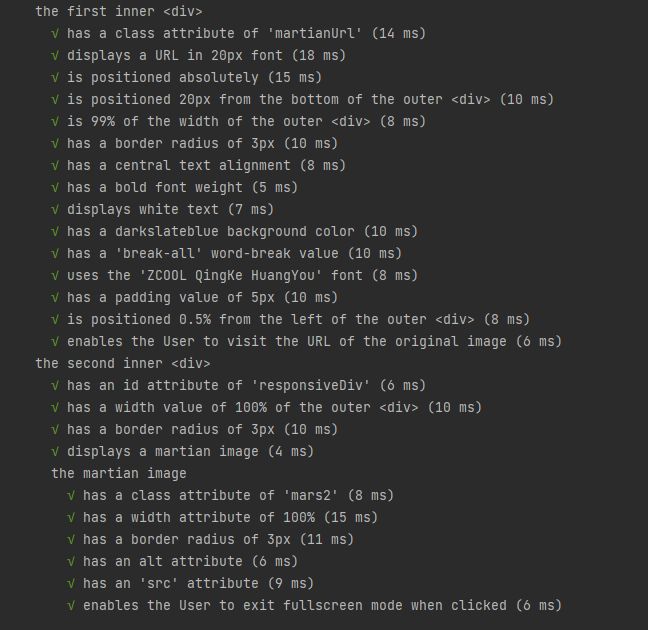 the first inner <div>
√ has a class attribute of 'martianUrl' (14 ms)
√ displays a URL in 20px font (18 ms)
√ is positioned absolutely (15 ms)
√ is positioned 20px from the bottom of the outer <div> (10 ms)
√ is 99% of the width of the outer <div> (8 ms)
√ has a border radius of 3px (10 ms)
√ has a central text alignment (8 ms)
√ has a bold font weight (5 ms)
√ displays white text (7 ms)
√ has a darkslateblue background color (10 ms)
√ has a 'break-all' word-break value (10 ms)
√ uses the 'ZCOOL QingKe HuangYou' font (8 ms)
√ has a padding value of 5px (10 ms)
√ is positioned 0.5% from the left of the outer <div> (8 ms)
√ enables the User to visit the URL of the original image (6 ms)
the second inner <div>
√ has an id attribute of 'responsiveDiv' (6 ms)
√ has a width value of 100% of the outer <div> (10 ms)
√ has a border radius of 3px (10 ms)
√ displays a martian image (4 ms)
the martian image
√ has a class attribute of 'mars2' (8 ms)
√ has a width attribute of 100% (15 ms)
√ has a border radius of 3px (11 ms)
√ has an alt attribute (6 ms)
√ has an 'src' attribute (9 ms)
√ enables the User to exit fullscreen mode when clicked (6 ms)